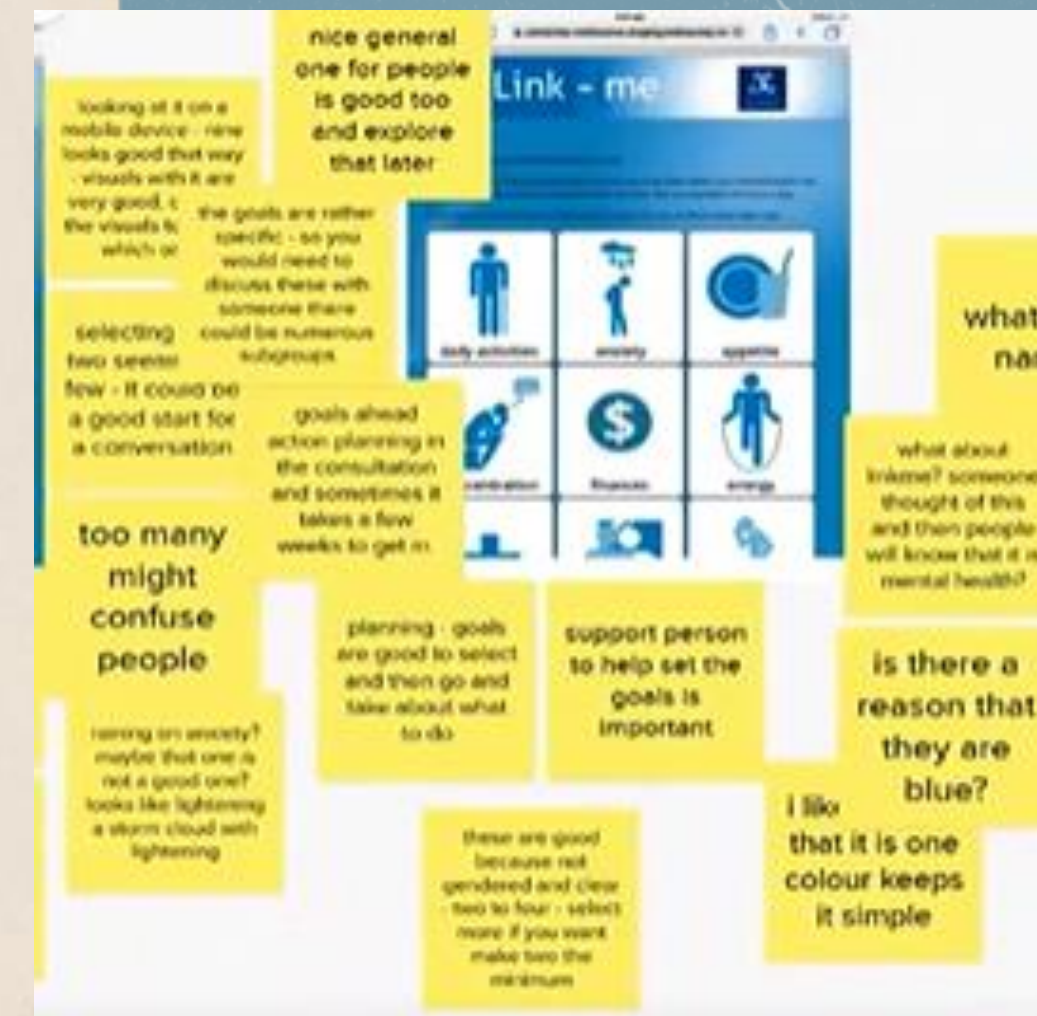 nice general
one for people
is good too
and explore
that later
looking at it on a
mobile device - nine
looks good that way
- visuals with it are
very good,
the visuals
which
the goals are rather
specific - so you
would need to
discuss these with
someone there
could be numerous
subgroups
selecting
two seems
few - it could be
a good start for
a conversation
goals ahead
action planning in
the consultation
and sometimes it
takes a few
weeks to get in
too many
might
confuse
people
raining on anxiety?
maybe that one is
not a good one?
looks like lightening
a storm cloud with
lightening
planning - goals
are good to select
and then go and
take about what
to do
support person
to help set the
goals is
important
these are good
because not
gendered and clear
- two to four - select
more if you want
make two the
minimum
Link - me
daily activities
anxiety
appetite
finances
energy
what
what about
linkme? someone
thought of this
and then people
will know that it is
mental health?
is there a
reason that
they are
blue?
i like
that it is one
colour keeps
it simple